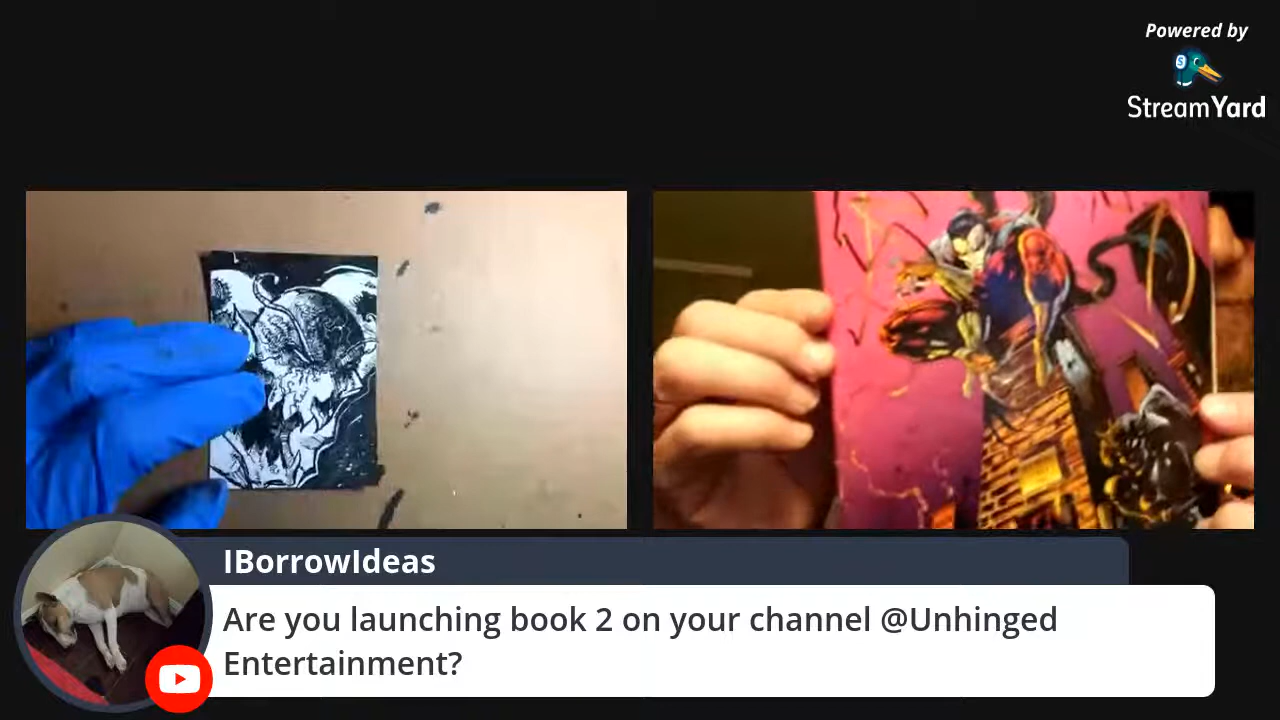 Powered by
S
StreamYard
IBorrowIdeas
Are you launching book 2 on your channel @Unhinged
Entertainment?